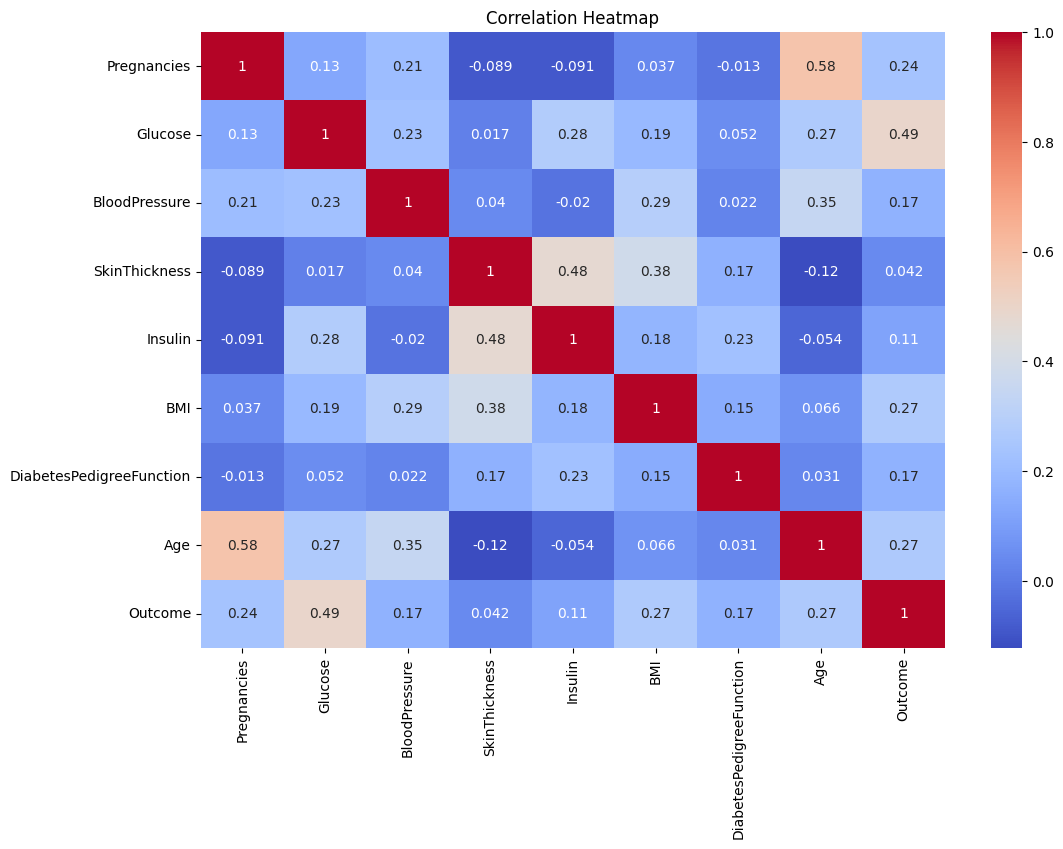 Correlation Heatmap
Pregnancies 1 0.13 0.21 -0.089 -0.091 0.037 -0.013 0.58 0.24
Glucose 0.13 1 0.23 0.017 0.28 0.19 0.052 0.27 0.49
BloodPressure 0.21 0.23 1 0.04 -0.02 0.29 0.022 0.35 0.17
SkinThickness -0.089 0.017 0.04 1 0.48 0.38 0.17 -0.12 0.042
Insulin -0.091 0.28 -0.02 0.48 1 0.18 0.23 -0.054 0.11
BMI 0.037 0.19 0.29 0.38 0.18 1 0.15 0.066 0.27
DiabetesPedigreeFunction -0.013 0.052 0.022 0.17 0.23 0.15 1 0.031 0.17
Age 0.58 0.27 0.35 -0.12 -0.054 0.066 0.031 1 0.27
Outcome 0.24 0.49 0.17 0.042 0.11 0.27 0.17 0.27 1
Pregnancies
Glucose
BloodPressure
SkinThickness
Insulin
BMI
DiabetesPedigreeFunction
Age
Outcome
1.0
0.8
0.6
0.4
0.2
0.0